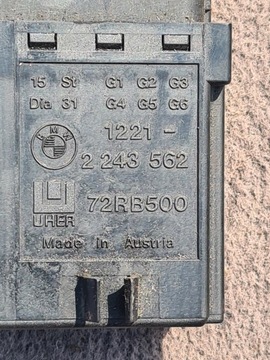 15 St G1 G2 G3
Dia 31 G4 G5 G6
BMW 1221-
2 243 562
UHER 72RB500
Made In Austria